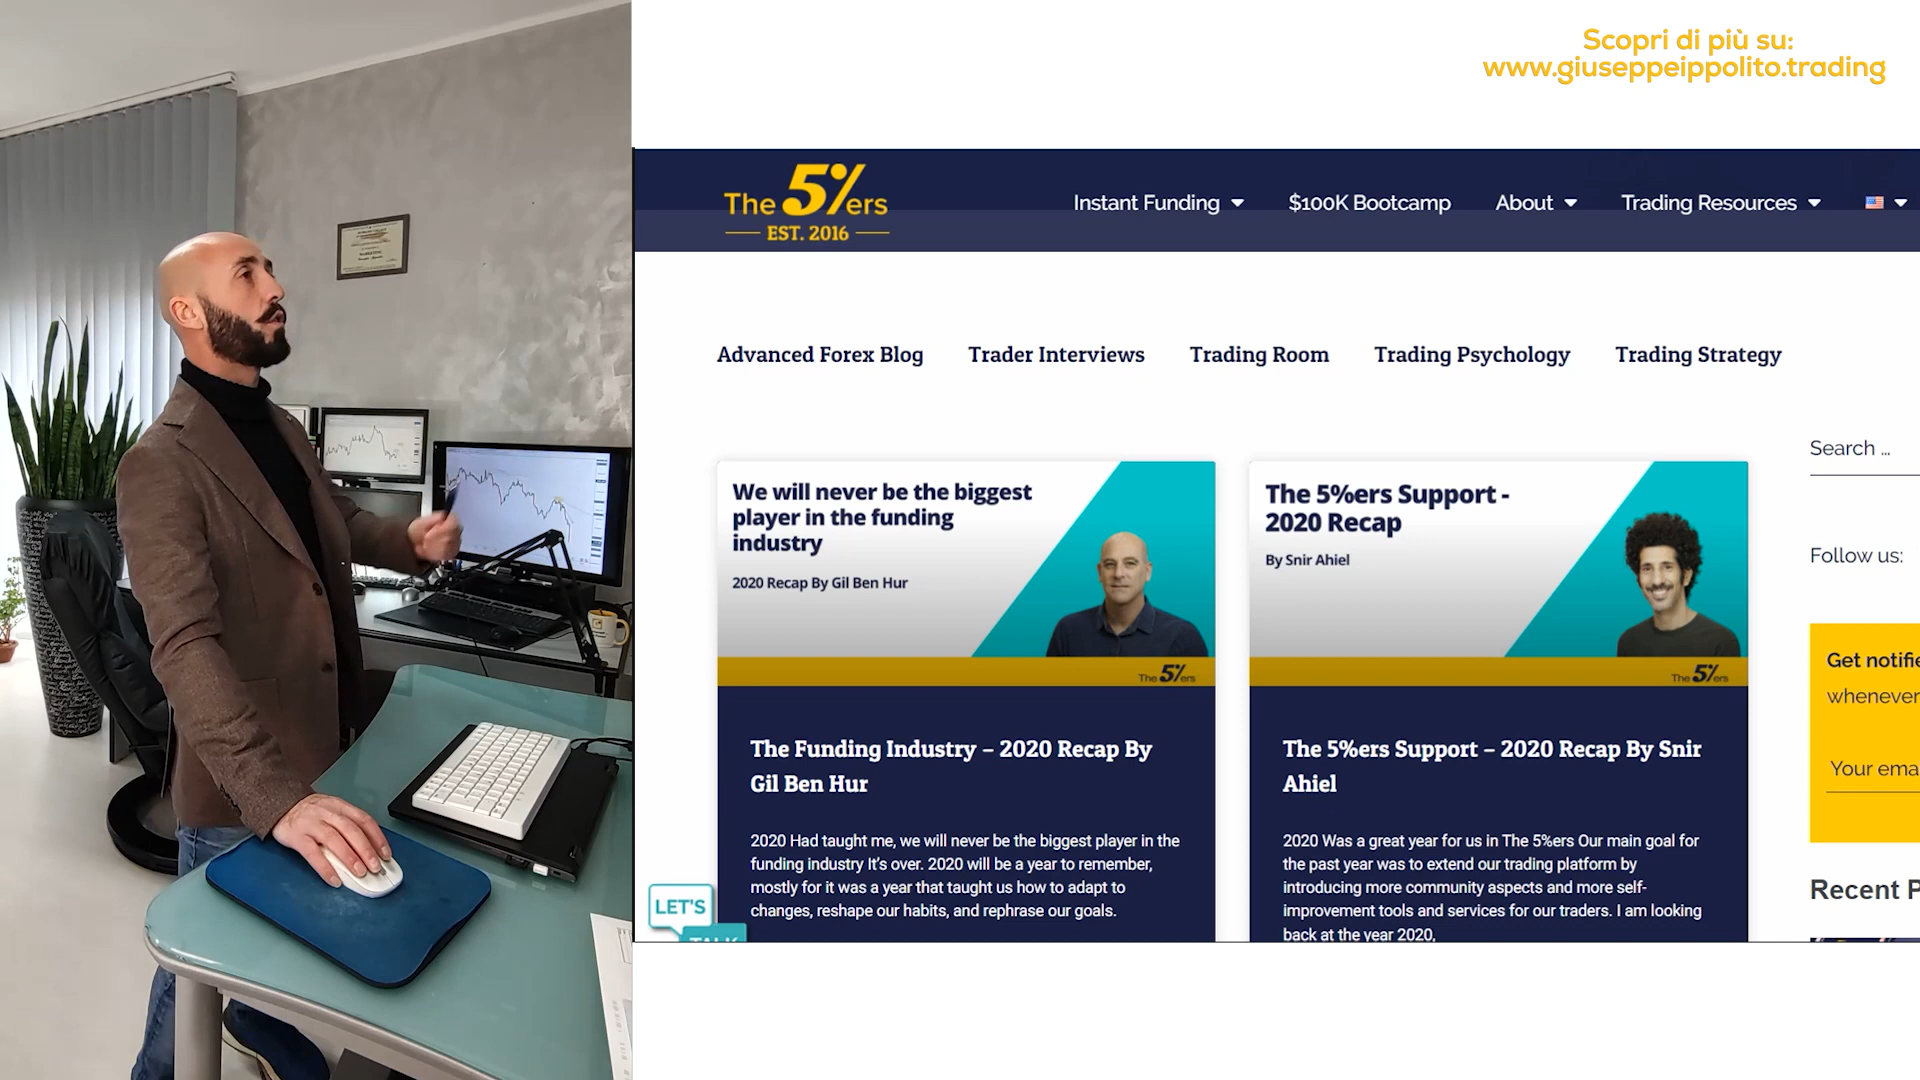 Scopri di più su:
www.giuseppeippolito.trading
The 5%ers
EST. 2016
Instant Funding
$100K Bootcamp
About
Trading Resources
Advanced Forex Blog
Trader Interviews
Trading Room
Trading Psychology
Trading Strategy
We will never be the biggest
player in the funding
industry
2020 Recap By Gil Ben Hur
The 5%ers
The Funding Industry – 2020 Recap By
Gil Ben Hur
2020 Had taught me, we will never be the biggest player in the
funding industry It's over. 2020 will be a year to remember,
mostly for it was a year that taught us how to adapt to
changes, reshape our habits, and rephrase our goals.
The 5%ers Support -
2020 Recap
By Snir Ahiel
The 5%ers
The 5%ers Support – 2020 Recap By Snir
Ahiel
2020 Was a great year for us in The 5%ers Our main goal for
the past year was to extend our trading platform by
introducing more community aspects and more self-
improvement tools and services for our traders. I am looking
back at the year 2020,
Search ...
Follow us:
Get notifie
whenever
Your ema
Recent P
LET'S
TALK